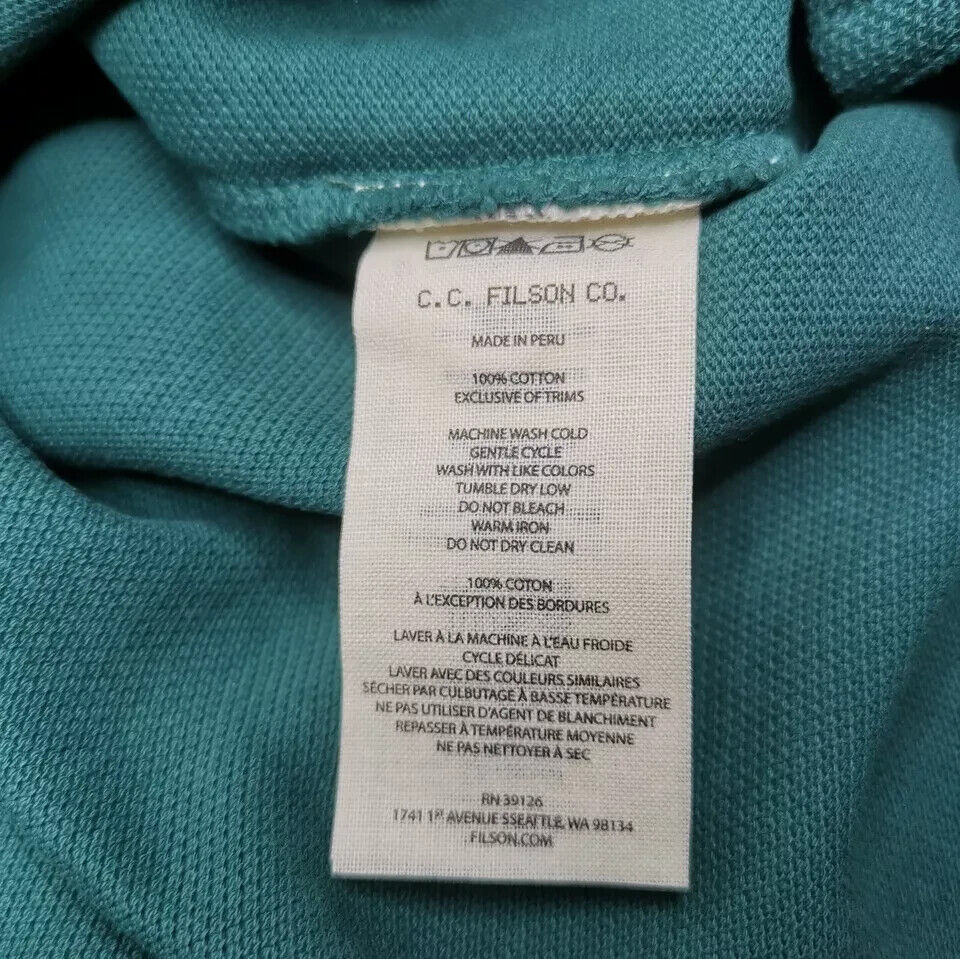 C.C. FILSON CO.
MADE IN PERU
100% COTTON
EXCLUSIVE OF TRIMS
MACHINE WASH COLD
GENTLE CYCLE
WASH WITH LIKE COLORS
TUMBLE DRY LOW
DO NOT BLEACH
WARM IRON
DO NOT DRY CLEAN
100% COTON
À L'EXCEPTION DES BORDURES
LAVER À LA MACHINE À L'EAU FROIDE
CYCLE DÉLICAT
LAVER AVEC DES COULEURS SIMILAIRES
SÉCHER PAR CULBUTAGE À BASSE TEMPÉRATURE
NE PAS UTILISER D'AGENT DE BLANCHIMENT
REPASSER À TEMPÉRATURE MOYENNE
NE PAS NETTOYER À SEC
RN 39126
1741 1ST AVENUE SSEATTLE, WA 98134
FILSON.COM